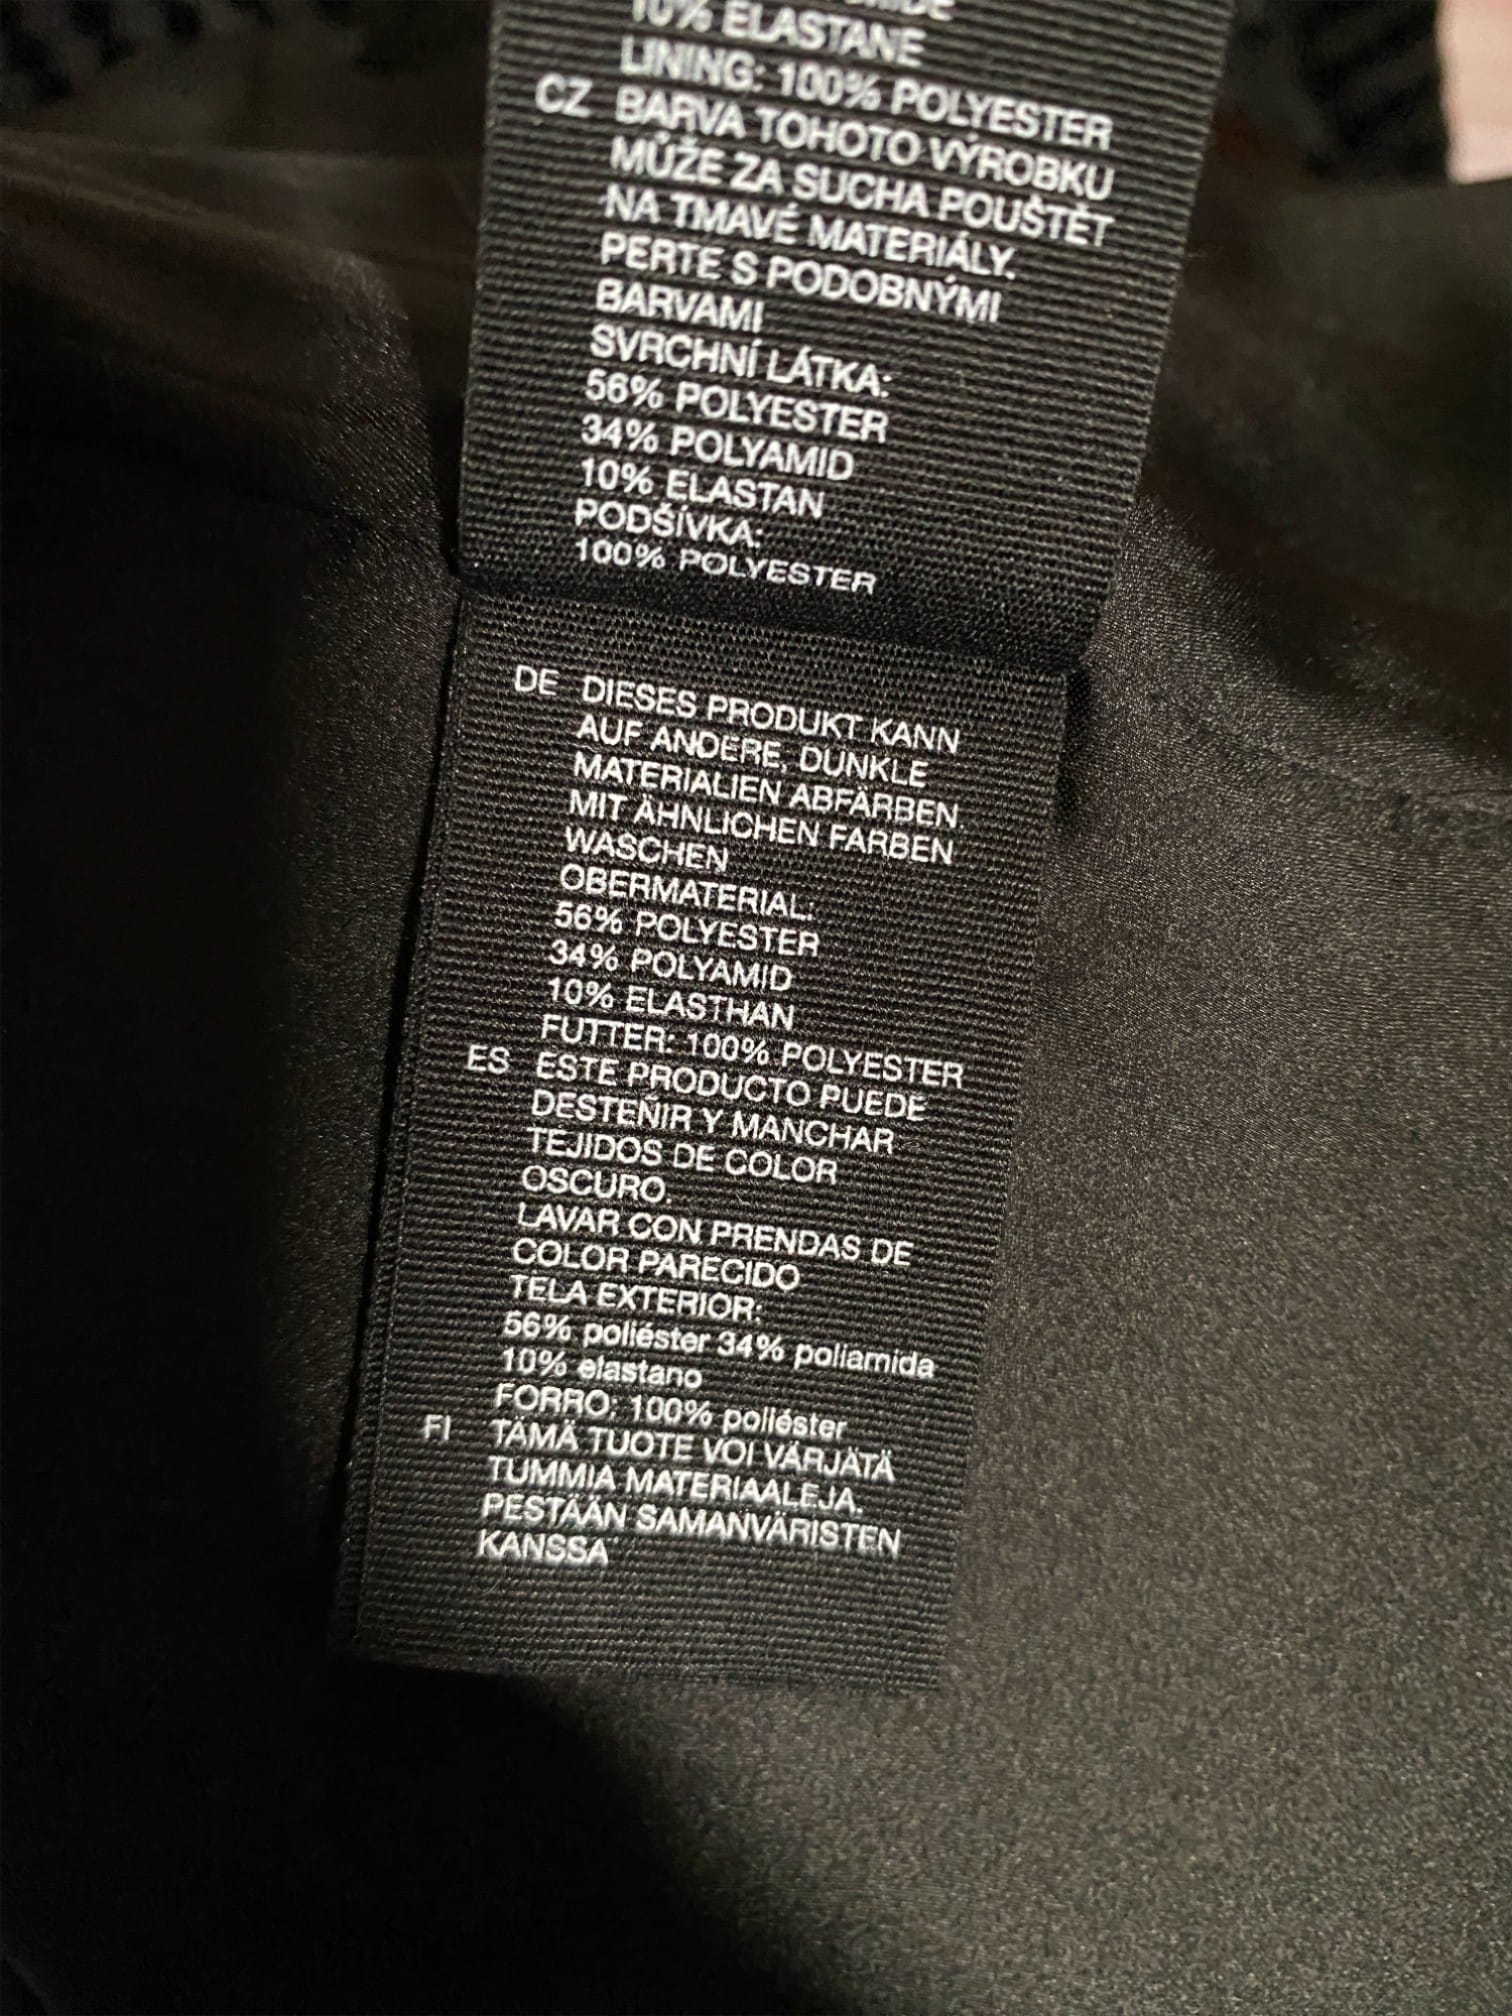 10% ELASTANE
LINING: 100% POLYESTER
CZ BARVA TOHOTO VÝROBKU
MŮŽE ZA SUCHA POUŠTĚT
NA TMAVÉ MATERIÁLY.
PERTE S PODOBNÝMI
BARVAMI
SVRCHNÍ LÁTKA:
56% POLYESTER
34% POLYAMID
10% ELASTAN
PODŠÍVKA:
100% POLYESTER
DE DIESES PRODUKT KANN
AUF ANDERE, DUNKLE
MATERIALIEN ABFÄRBEN.
MIT ÄHNLICHEN FARBEN
WASCHEN
OBERMATERIAL:
56% POLYESTER
34% POLYAMID
10% ELASTHAN
FUTTER: 100% POLYESTER
ES ESTE PRODUCTO PUEDE
DESTEÑIR Y MANCHAR
TEJIDOS DE COLOR
OSCURO.
LAVAR CON PRENDAS DE
COLOR PARECIDO
TELA EXTERIOR:
56% poliéster 34% poliamida
10% elastano
FORRO: 100% poliéster
FI TÄMÄ TUOTE VOI VÄRJÄTÄ
TUMMIA MATERIAALEJA.
PESTÄÄN SAMANVÄRISTEN
KANSSA